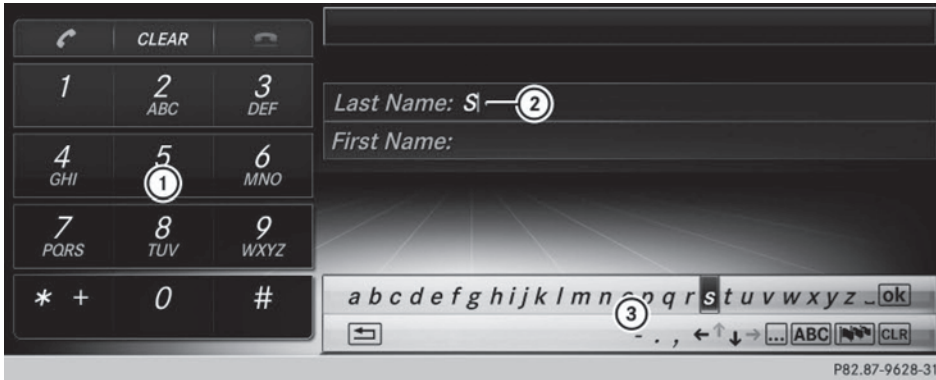 CLEAR
1 2 3
ABC DEF
4 5 6
GHI MNO
7 8 9
PQRS TUV WXYZ
* + 0 #
Last Name: S 2
First Name:
1
a b c d e f g h i j k l m n o p q r s t u v w x y z _ ok
3
- . , ← ↑ ↓ → ... ABC CLR
P82.87-9628-31